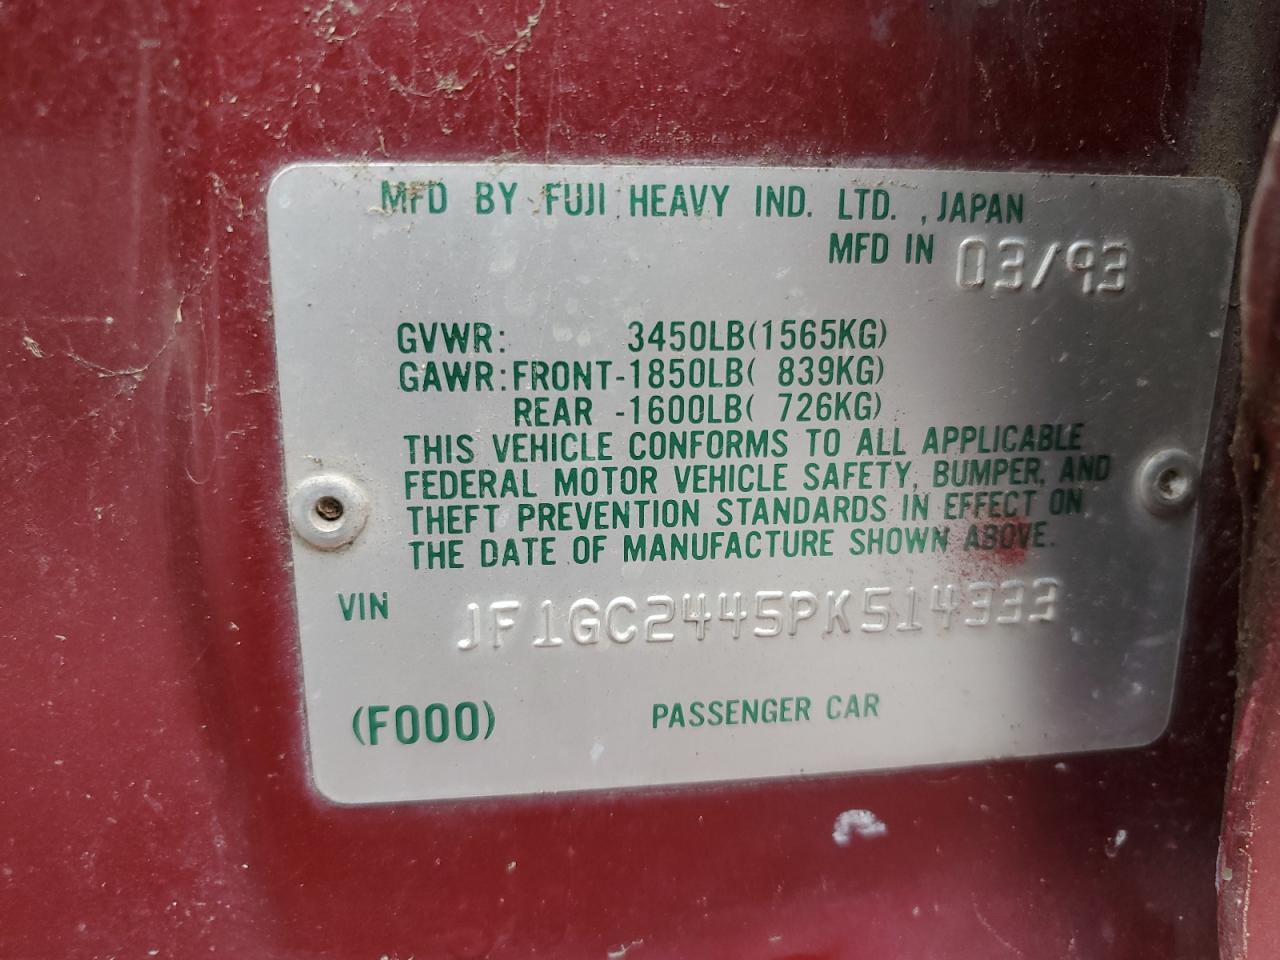 MFD BY FUJI HEAVY IND. LTD. , JAPAN
MFD IN 03/93
GVWR: 3450LB(1565KG)
GAWR: FRONT-1850LB( 839KG)
REAR -1600LB( 726KG)
THIS VEHICLE CONFORMS TO ALL APPLICABLE
FEDERAL MOTOR VEHICLE SAFETY, BUMPER, AND
THEFT PREVENTION STANDARDS IN EFFECT ON
THE DATE OF MANUFACTURE SHOWN ABOVE.
VIN JF1GC2445PK514333
(F000) PASSENGER CAR